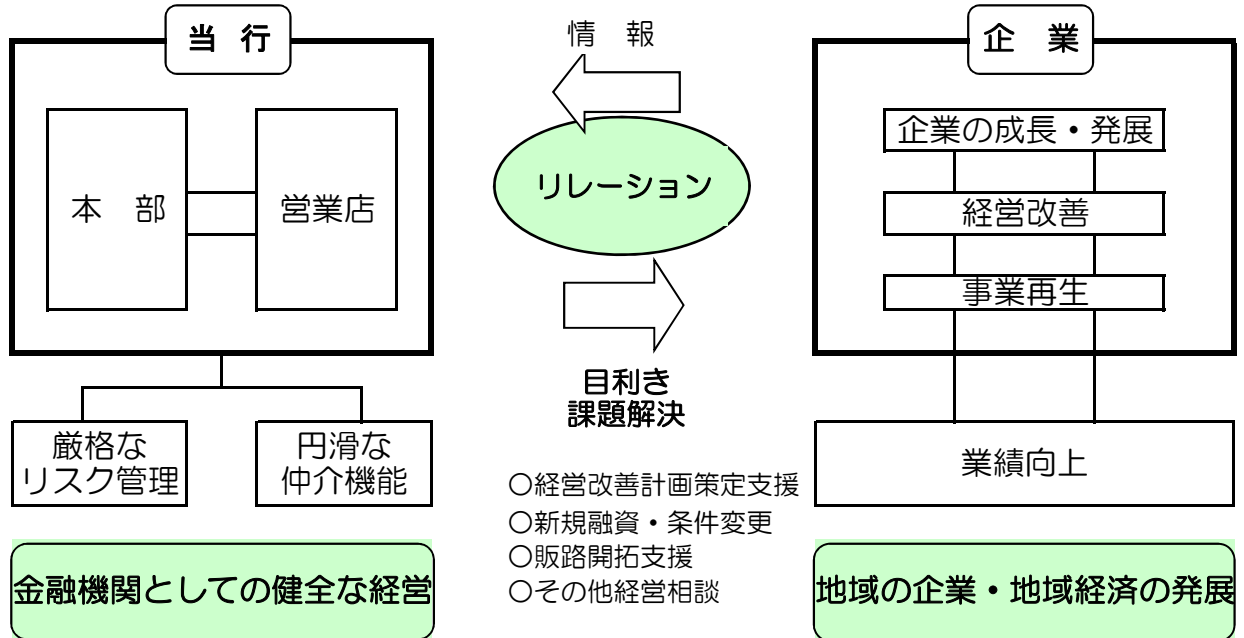 当 行
本 部
営業店
厳格な
リスク管理
円滑な
仲介機能
金融機関としての健全な経営
情 報
リレーション
目利き
課題解決
○経営改善計画策定支援
○新規融資・条件変更
○販路開拓支援
○その他経営相談
企 業
企業の成長・発展
経営改善
事業再生
業績向上
地域の企業・地域経済の発展